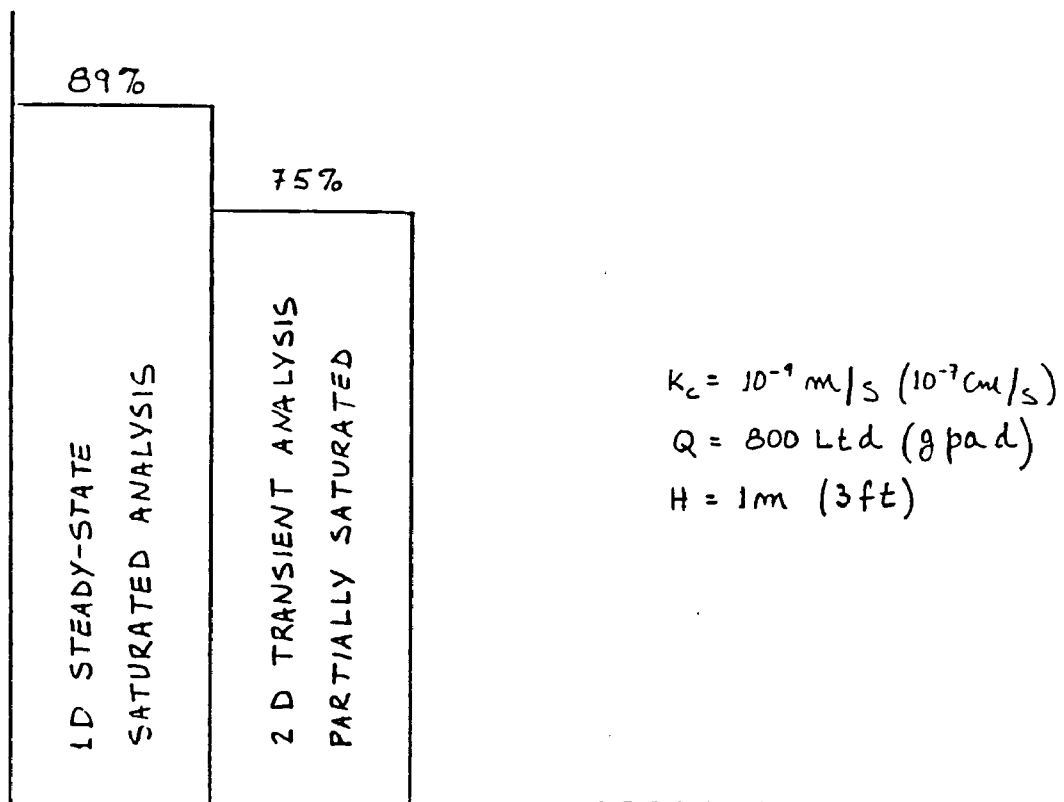 89%
75%
1D STEADY-STATE
SATURATED ANALYSIS
2D TRANSIENT ANALYSIS
PARTIALLY SATURATED
Kc = 10⁻⁹ m/s (10⁻⁷ cm/s)
Q = 800 Ltd (gpad)
H = 1m (3ft)